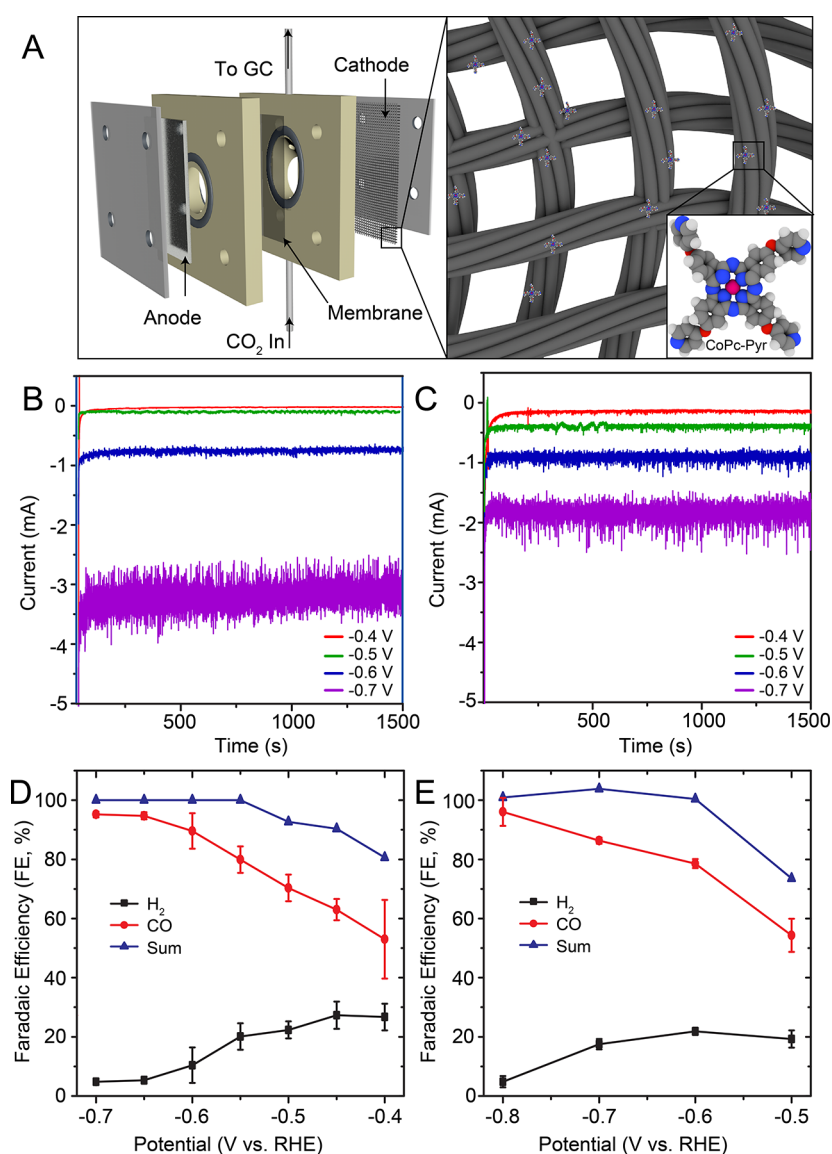 A
To GC
Cathode
Anode
Membrane
CO2 In
CoPc-Pyr
B
0
-1
-2
-3
-4
-5
Current (mA)
-0.4 V
-0.5 V
-0.6 V
-0.7 V
500
1000
1500
Time (s)
C
0
-1
-2
-3
-4
-5
Current (mA)
-0.4 V
-0.5 V
-0.6 V
-0.7 V
500
1000
1500
Time (s)
D
100
80
60
40
20
0
Faradaic Efficiency (FE, %)
H2
CO
Sum
-0.7
-0.6
-0.5
-0.4
Potential (V vs. RHE)
E
100
80
60
40
20
0
Faradaic Efficiency (FE, %)
H2
CO
Sum
-0.8
-0.7
-0.6
-0.5
Potential (V vs. RHE)